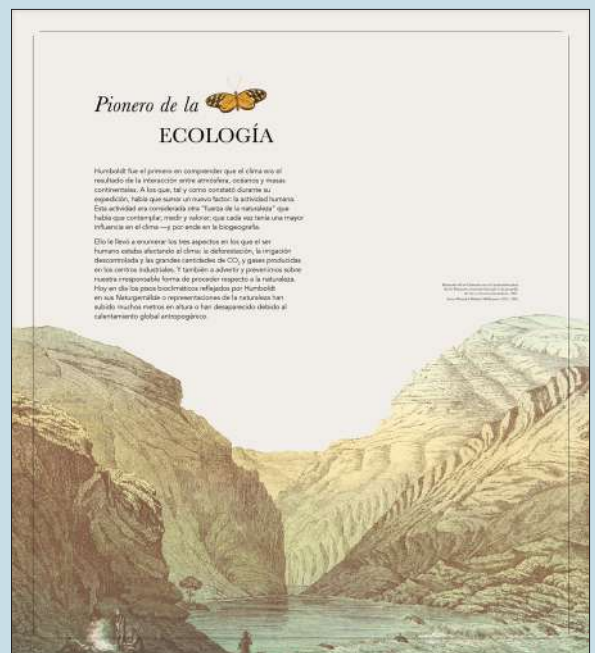 Pionero de la
ECOLOGÍA
Humboldt fue el primero en comprender que el clima era el
resultado de la interacción entre atmósfera, océanos y masas
continentales. A los que, tal y como constató durante su
expedición, había que sumar un nuevo factor: la actividad humana.
Esta actividad era considerada otra "fuerza de la naturaleza" que
había que contemplar, medir y valorar; que cada vez tenía una mayor
influencia en el clima —y por ende en la biogeografía.
Ello le llevó a enumerar los tres aspectos en los que el ser
humano estaba afectando al clima: la deforestación, la irrigación
descontrolada y las grandes cantidades de CO₂ y gases producidas
en los centros industriales. Y también a advertir y prevenirnos sobre
nuestra irresponsable forma de proceder respecto a la naturaleza.
Hoy en día los pisos bioclimáticos reflejados por Humboldt
en sus Naturgemälde o representaciones de la naturaleza han
subido muchos metros en altura o han desaparecido debido al
calentamiento global antropogénico.